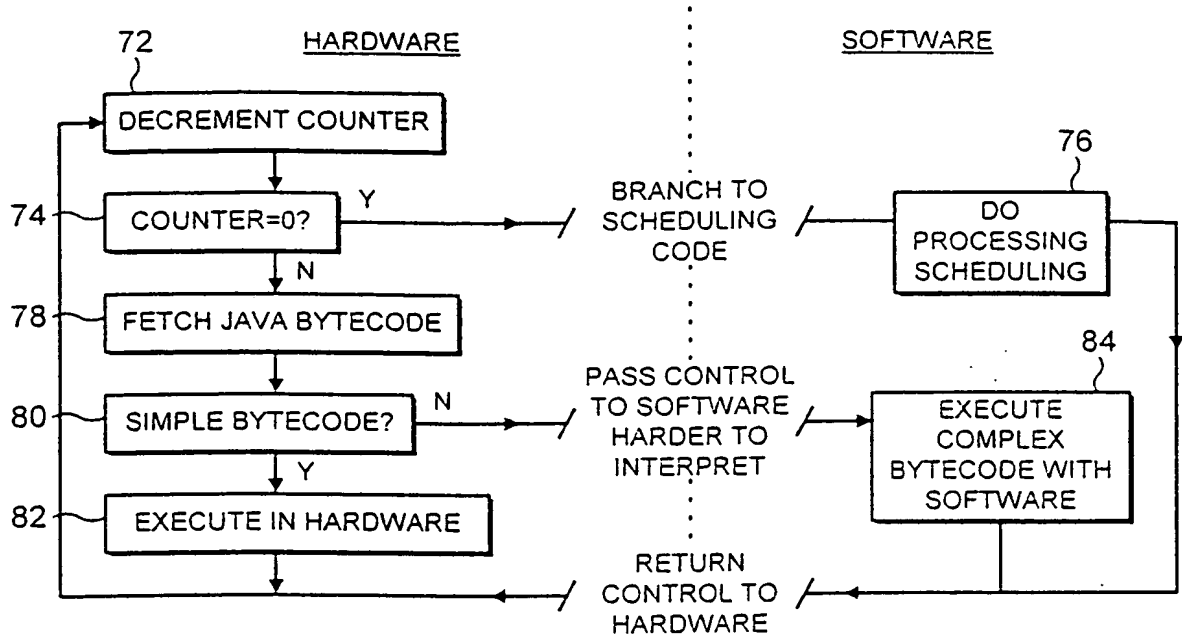 72
HARDWARE
SOFTWARE
DECREMENT COUNTER
76
74
COUNTER=0?
Y
BRANCH TO
SCHEDULING
CODE
DO
PROCESSING
SCHEDULING
N
78
FETCH JAVA BYTECODE
84
80
SIMPLE BYTECODE?
N
PASS CONTROL
TO SOFTWARE
HARDER TO
INTERPRET
EXECUTE
COMPLEX
BYTECODE WITH
SOFTWARE
Y
82
EXECUTE IN HARDWARE
RETURN
CONTROL TO
HARDWARE